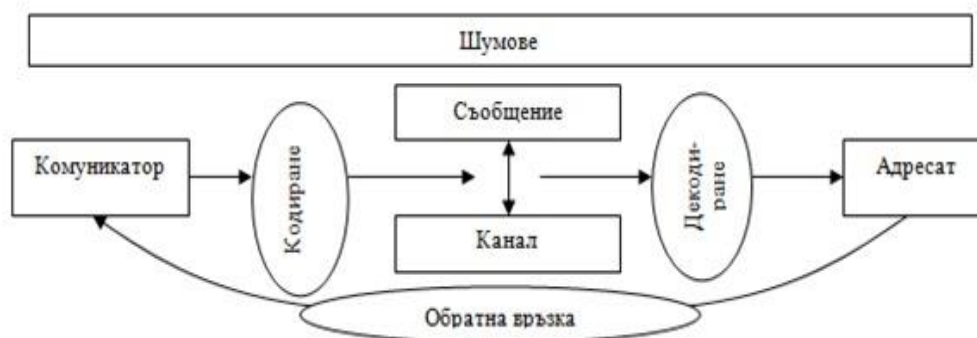 Шумове
Комуникатор
Кодиране
Съобщение
Канал
Декоди-
ране
Адресат
Обратна връзка